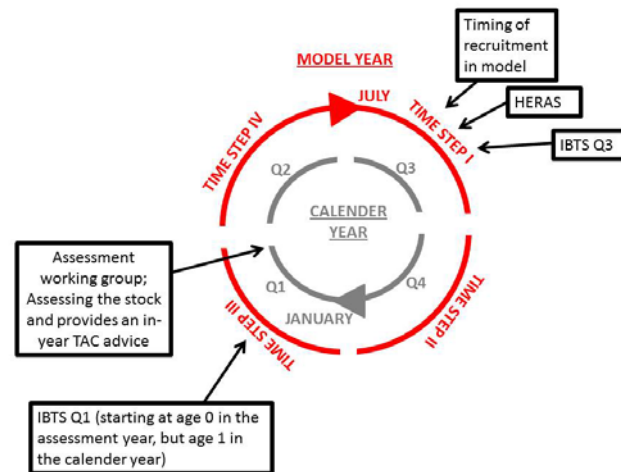 Timing of
recruitment
in model
HERAS
IBTS Q3
MODEL YEAR
JULY
TIME STEP I
TIME STEP II
TIME STEP III
TIME STEP IV
CALENDER
YEAR
Q1
Q2
Q3
Q4
JANUARY
Assessment
working group;
Assessing the stock
and provides an in-
year TAC advice
IBTS Q1 (starting at age 0 in the
assessment year, but age 1 in
the calender year)